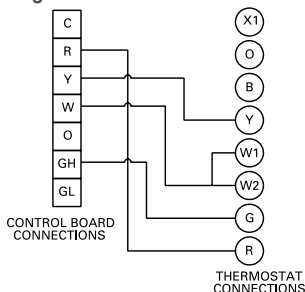 C
R
Y
W
O
GH
GL
CONTROL BOARD
CONNECTIONS
X1
O
B
Y
W1
W2
G
R
THERMOSTAT
CONNECTIONS